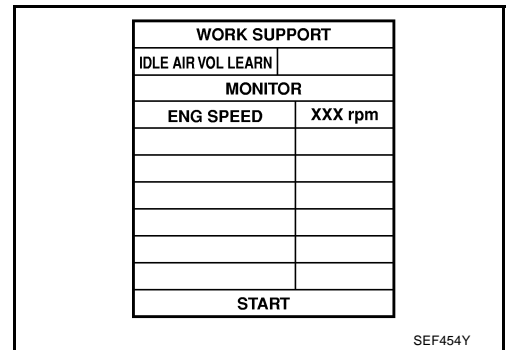 WORK SUPPORT
IDLE AIR VOL LEARN
MONITOR
ENG SPEED XXX rpm
START
SEF454Y